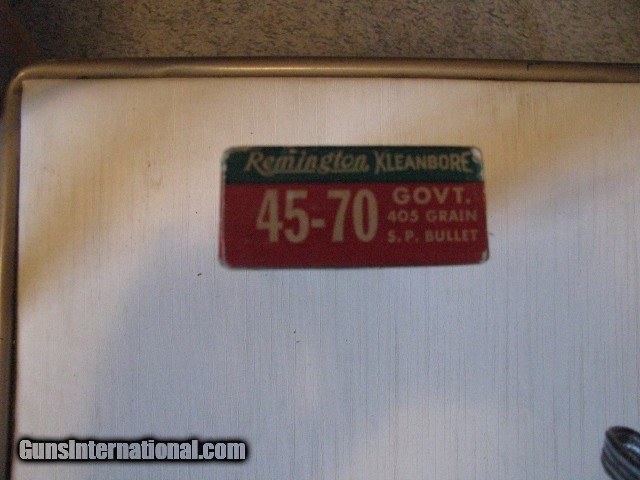 Remington KLEANBORE
45-70 GOVT.
405 GRAIN
S. P. BULLET
GunsInternational.com